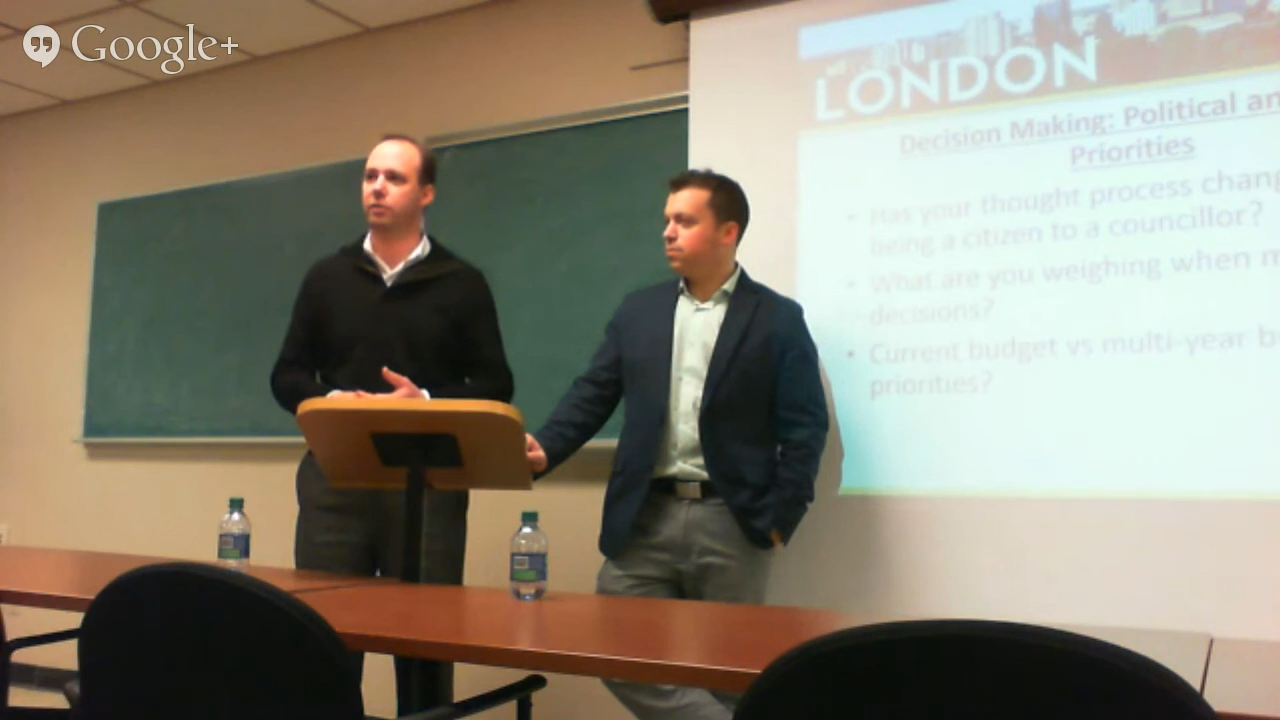 Google+
LONDON
Decision Making: Political an
Priorities
• Has your thought process chang
being a citizen to a councillor?
• What are you weighing when m
decisions?
• Current budget vs multi-year b
priorities?